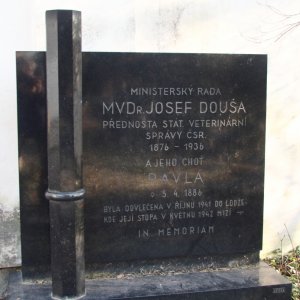 MINISTERSKÝ RADA
MVDR. JOSEF DOUŠA
PŘEDNOSTA STÁT. VETERINÁRNÍ
SPRÁVY ČSR.
1876 - 1936
A JEHO CHOŤ
PAVLA
5. 4. 1886
BYLA ODVLEČENA V ŘÍJNU 1941 DO LODŽE,
KDE JEJÍ STOPA V KVĚTNU 1942 MIZÍ -
IN MEMORIAM